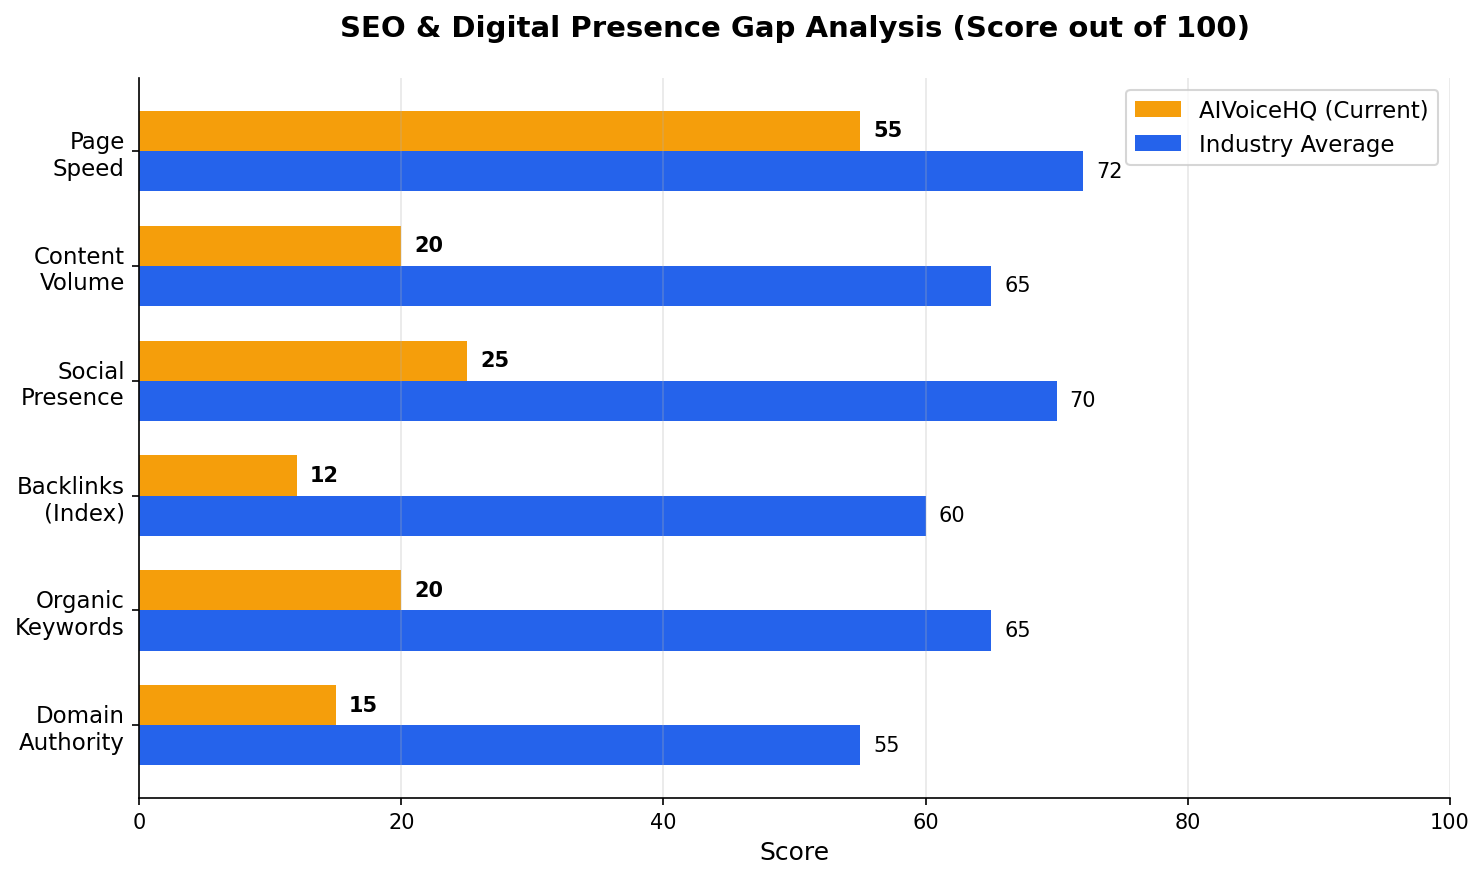 SEO & Digital Presence Gap Analysis (Score out of 100)
AIVoiceHQ (Current)
Industry Average
Page
Speed
55
72
Content
Volume
20
65
Social
Presence
25
70
Backlinks
(Index)
12
60
Organic
Keywords
20
65
Domain
Authority
15
55
0 20 40 60 80 100
Score